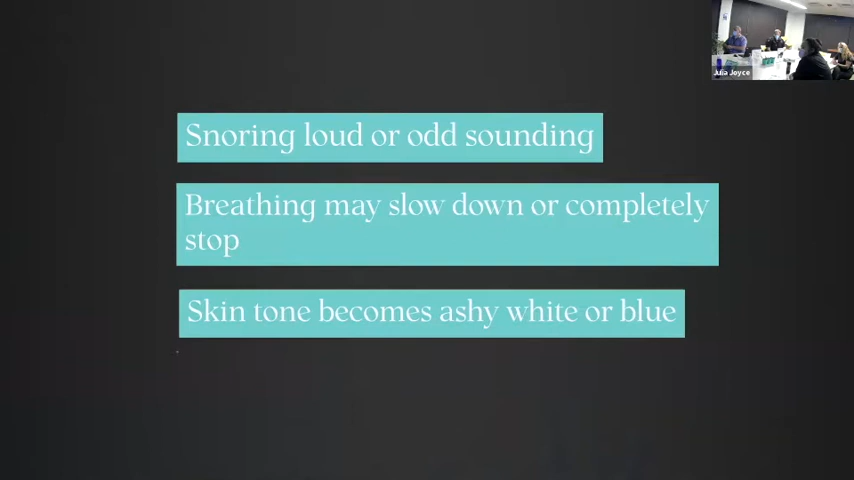 Julia Joyce
Snoring loud or odd sounding
Breathing may slow down or completely
stop
Skin tone becomes ashy white or blue